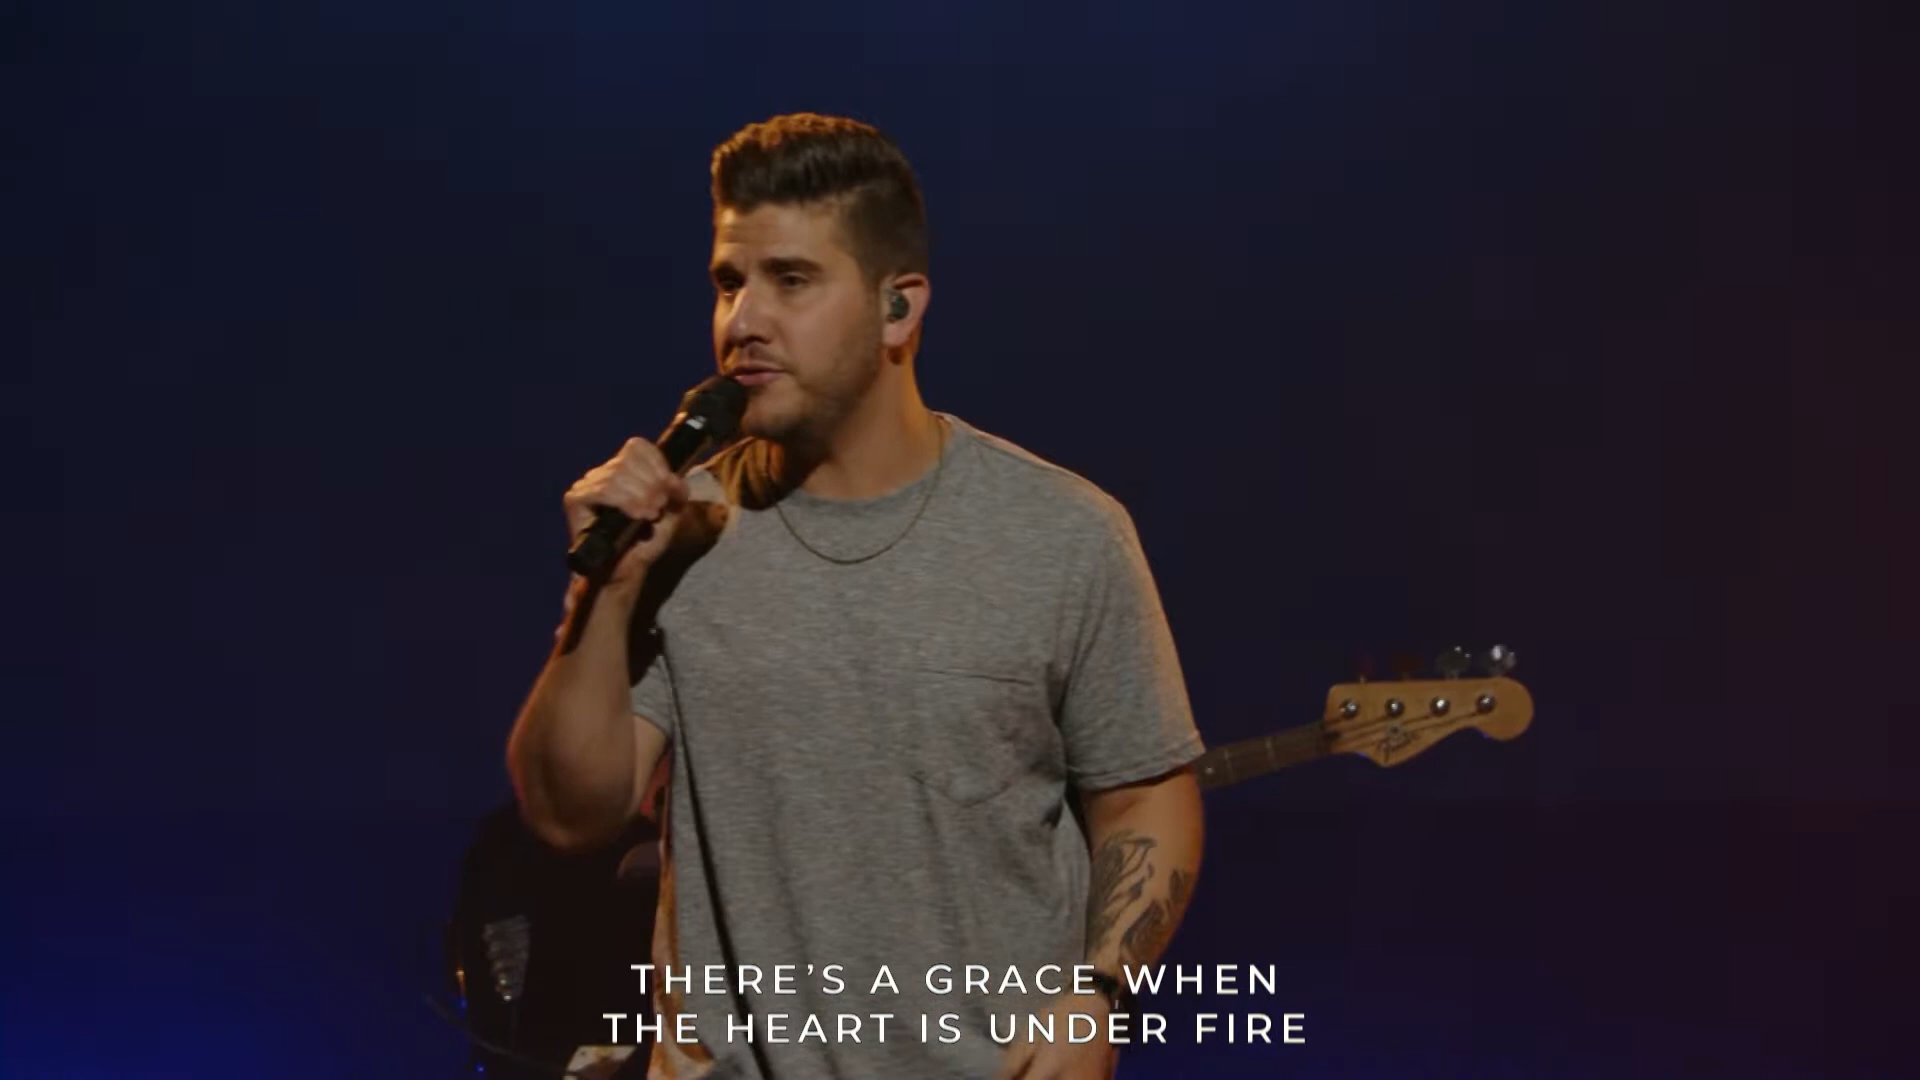 THERE’S A GRACE WHEN
THE HEART IS UNDER FIRE